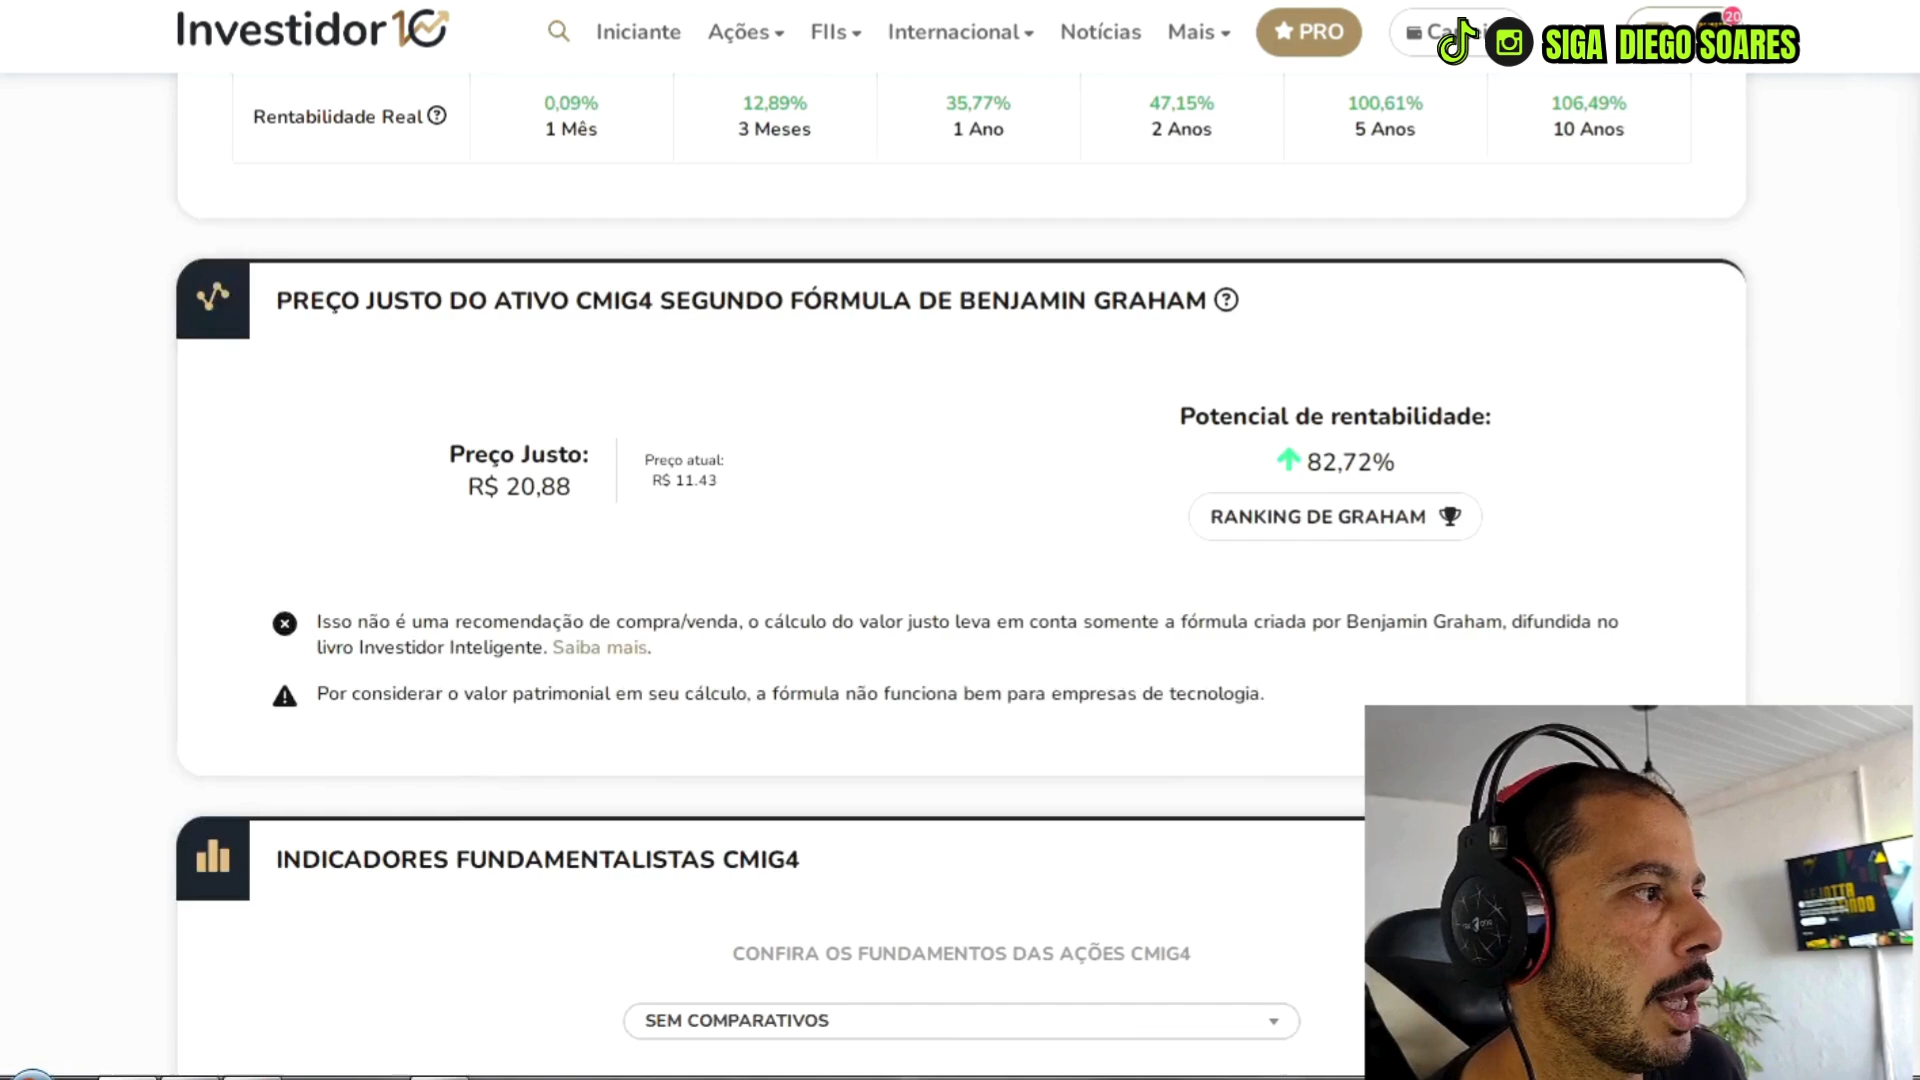 Investidor 10
Iniciante
Ações
FIIs
Internacional
Notícias
Mais
PRO
20
SIGA DIEGO SOARES
Rentabilidade Real
0,09%
1 Mês
12,89%
3 Meses
35,77%
1 Ano
47,15%
2 Anos
100,61%
5 Anos
106,49%
10 Anos
PREÇO JUSTO DO ATIVO CMIG4 SEGUNDO FÓRMULA DE BENJAMIN GRAHAM
Preço Justo:
R$ 20,88
Preço atual:
R$ 11.43
Potencial de rentabilidade:
82,72%
RANKING DE GRAHAM
Isso não é uma recomendação de compra/venda, o cálculo do valor justo leva em conta somente a fórmula criada por Benjamin Graham, difundida no
livro Investidor Inteligente. Saiba mais.
Por considerar o valor patrimonial em seu cálculo, a fórmula não funciona bem para empresas de tecnologia.
INDICADORES FUNDAMENTALISTAS CMIG4
CONFIRA OS FUNDAMENTOS DAS AÇÕES CMIG4
SEM COMPARATIVOS